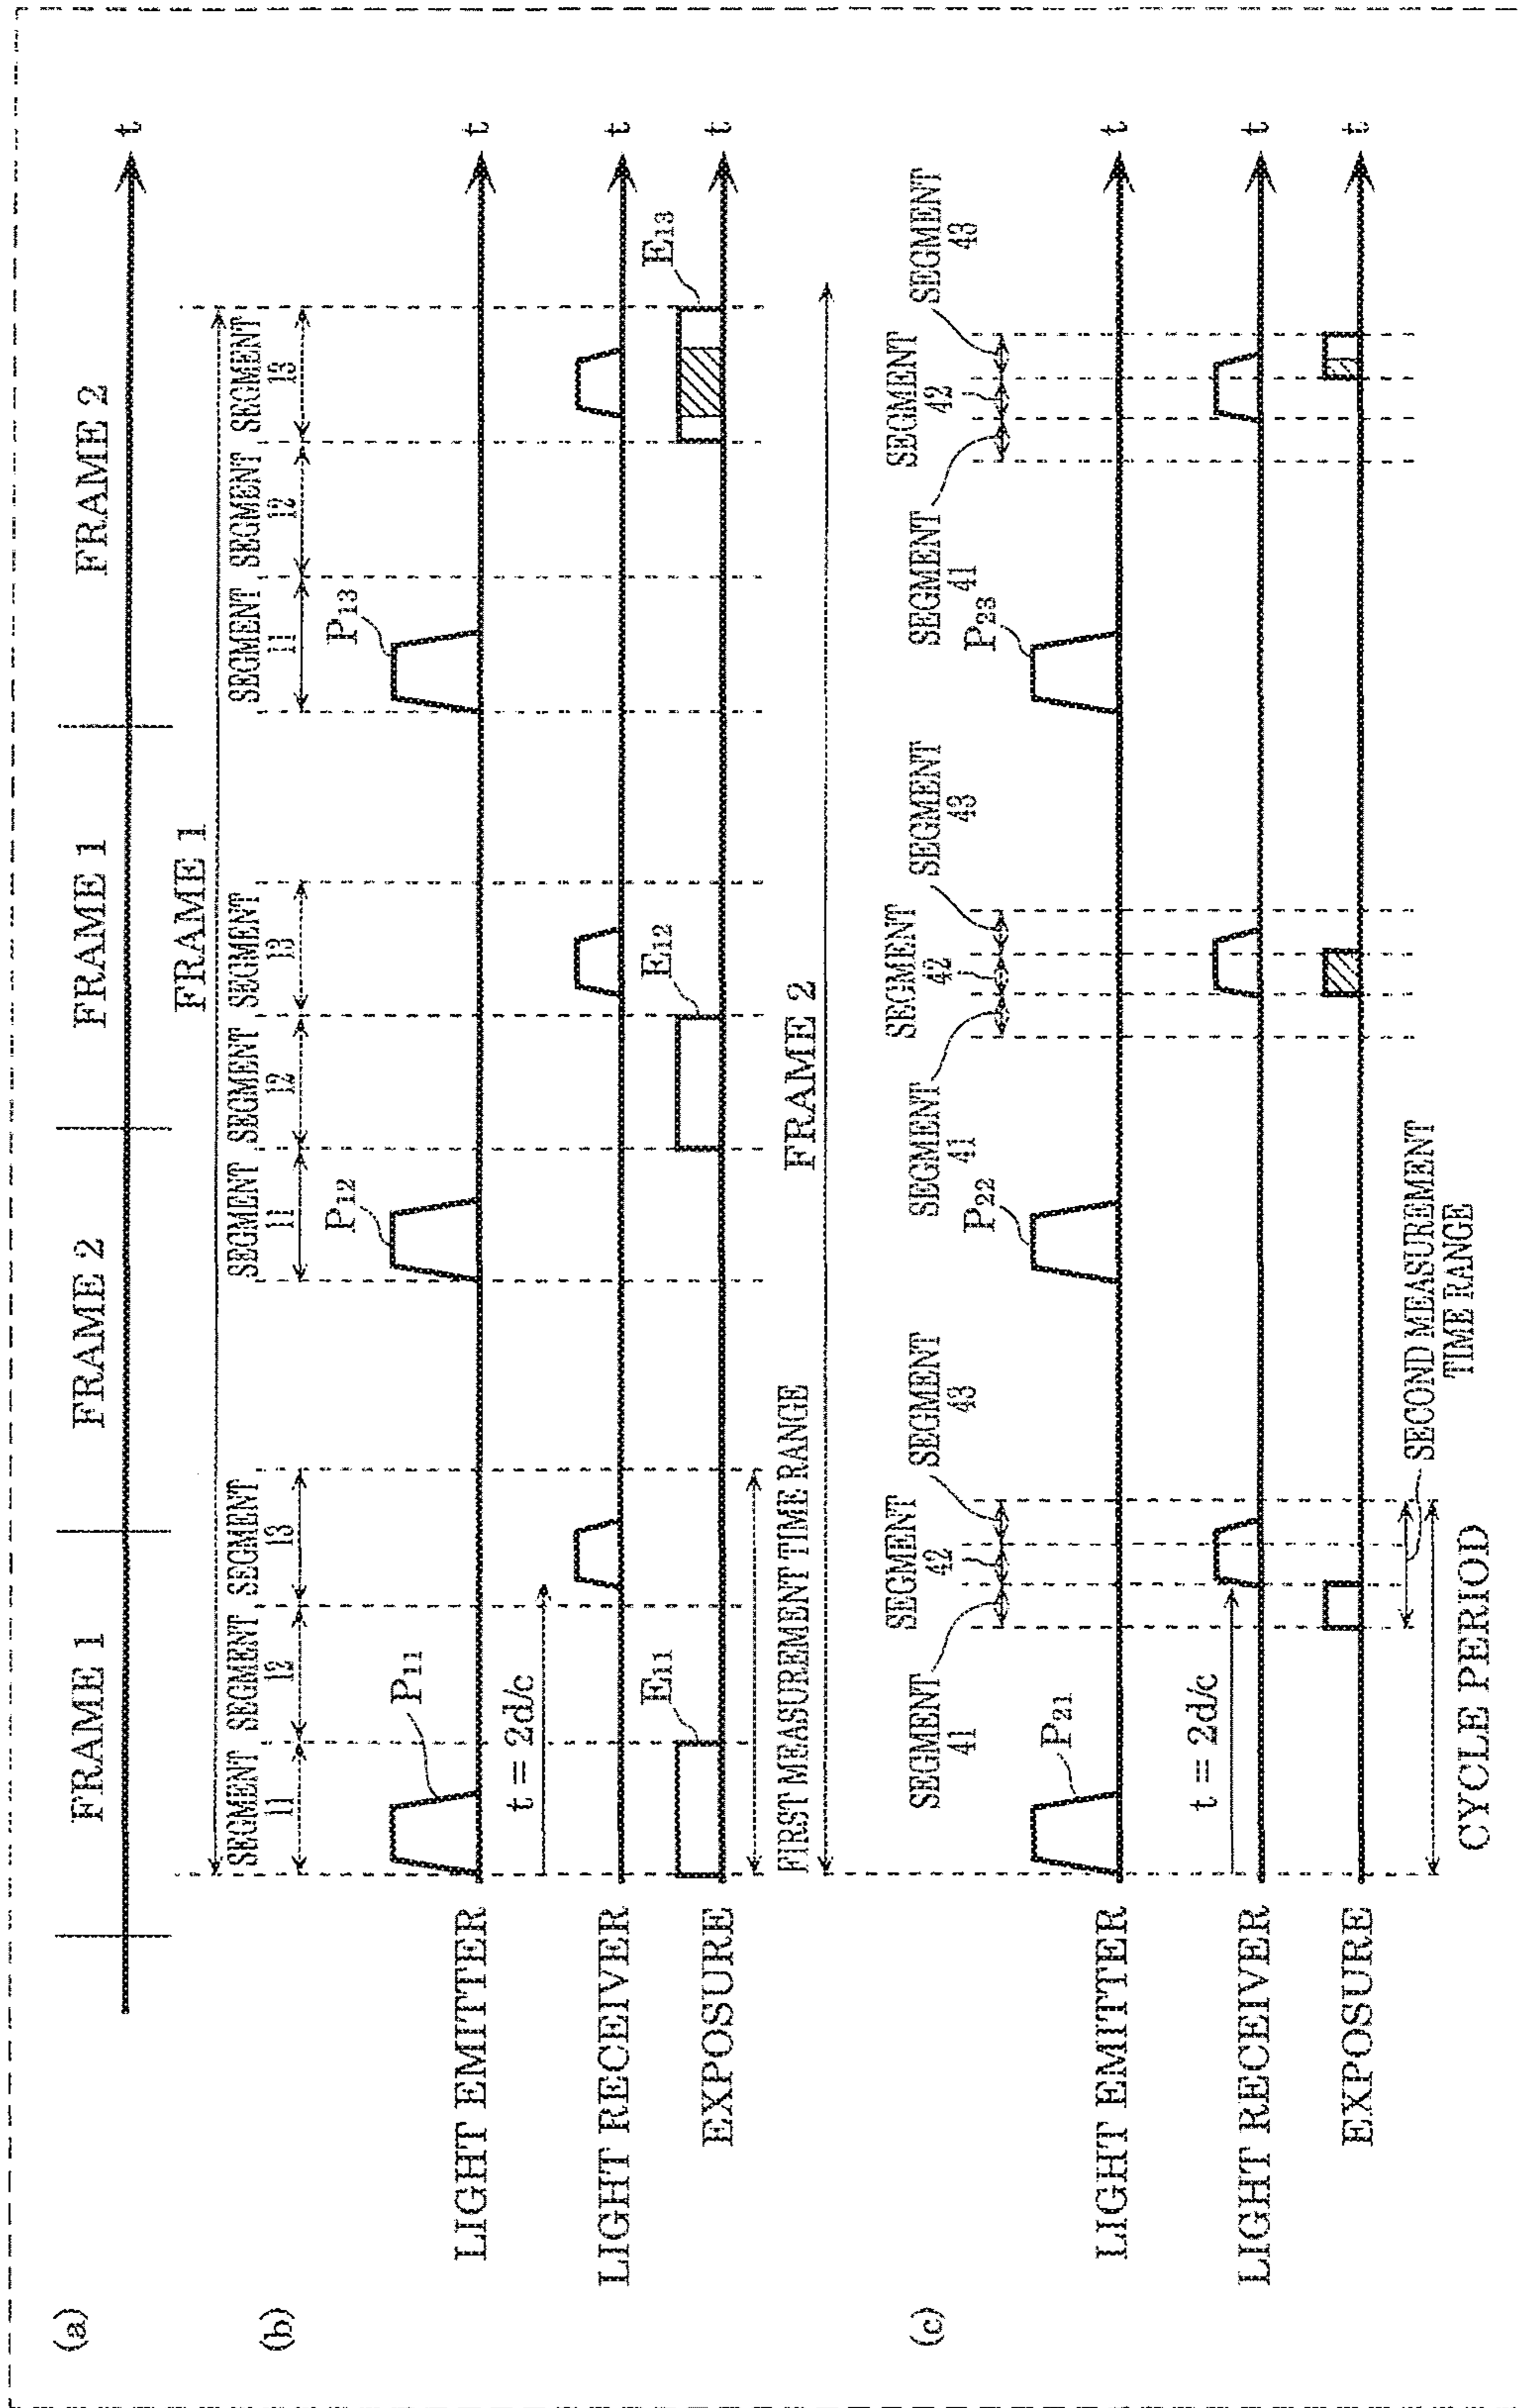 (a)
FRAME 1
FRAME 2
FRAME 1
FRAME 2
t
(b)
FRAME 1
SEGMENT 11
SEGMENT 12
SEGMENT 13
SEGMENT 11
SEGMENT 12
SEGMENT 13
SEGMENT 11
SEGMENT 12
SEGMENT 13
LIGHT EMITTER
P11
P12
P13
t
t = 2d/c
LIGHT RECEIVER
t
EXPOSURE
E11
E12
E13
t
FIRST MEASUREMENT TIME RANGE
FRAME 2
(c)
SEGMENT 41
SEGMENT 42
SEGMENT 43
SEGMENT 41
SEGMENT 42
SEGMENT 43
SEGMENT 41
SEGMENT 42
SEGMENT 43
LIGHT EMITTER
P21
P22
P23
t
t = 2d/c
LIGHT RECEIVER
t
EXPOSURE
t
SECOND MEASUREMENT
TIME RANGE
CYCLE PERIOD